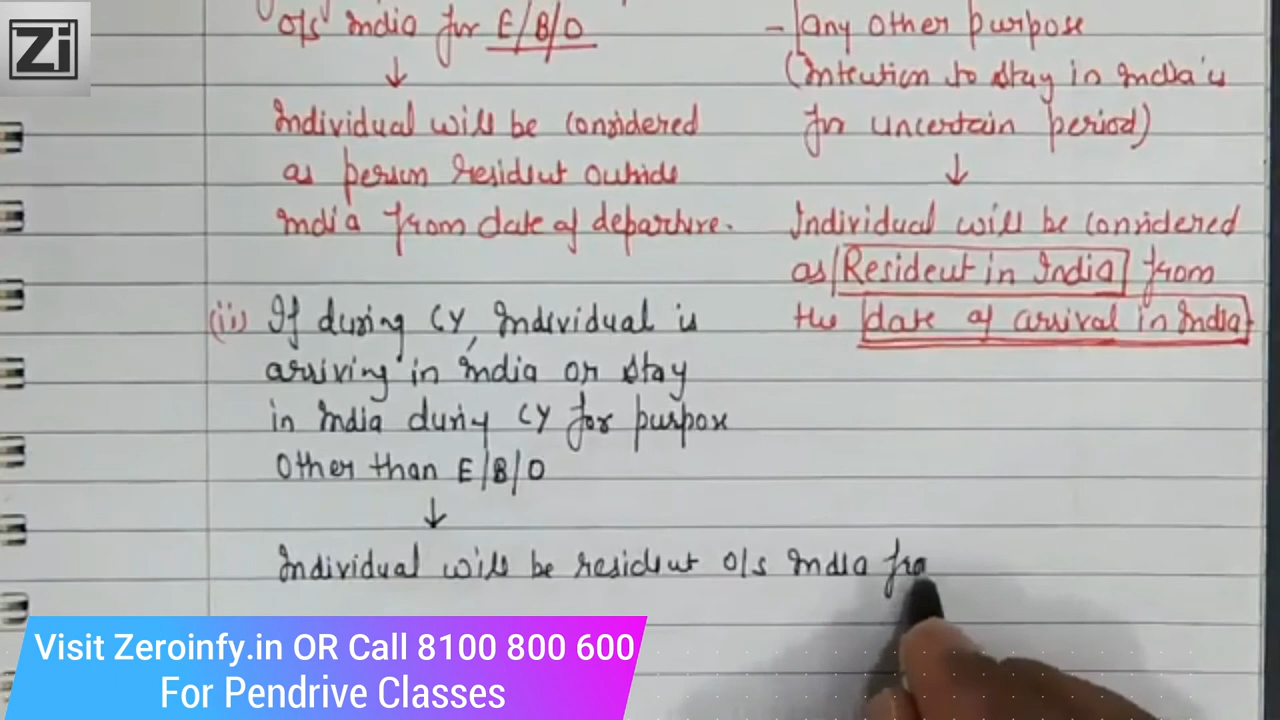 Zi
o/s India for E/B/O
↓
Individual will be considered
as person resident outside
India from date of departure.
- any other purpose
(Intention to stay in India is
for uncertain period)
↓
Individual will be considered
as Resident in India from
the date of arrival in India
(ii) If during CY, Individual is
arriving in India or stay
in India during CY for purpose
Other than E/B/O
↓
Individual will be resident o/s India fro
Visit Zeroinfy.in OR Call 8100 800 600
For Pendrive Classes